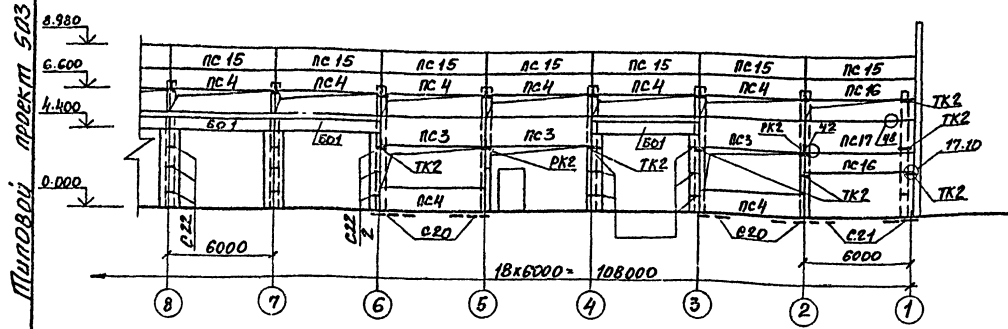 Типовой проект 503
8.980
6.600
4.400
0.000
ПС 15 ПС 15 ПС 15 ПС 15 ПС 15 ПС 15 ПС 15
ПС 4 ПС 4 ПС 4 ПС 4 ПС 4 ПС 4 ПС 16
ТК2
БО1 БО1 БО1
РК2 42 ПС17 48 ТК2
ПС3 ПС3 ПС3
17.10
ТК2 РК2 ТК2 ПС16
ТК2 ТК2
ПС4 ПС4
С22 С22 2 С20 С20 С21
6000 6000
18х6000 = 108000
8 7 6 5 4 3 2 1